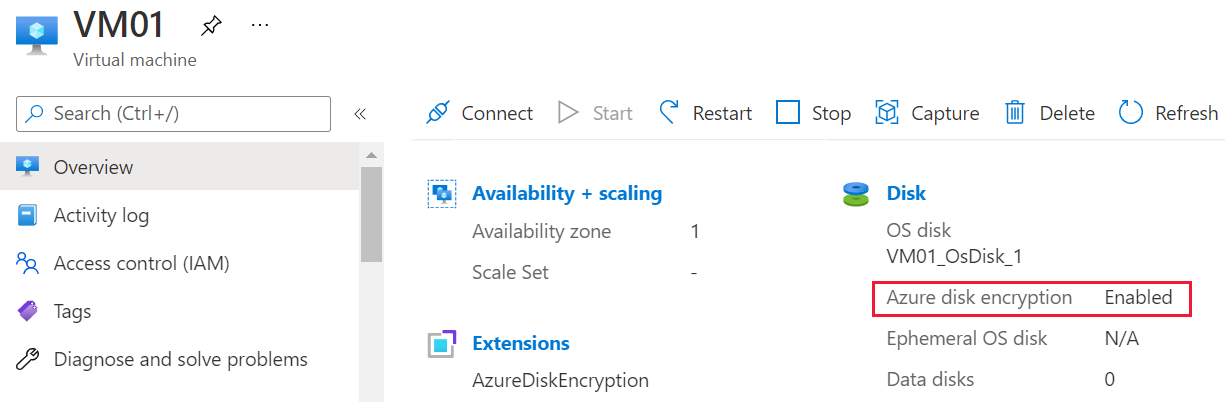 VM01
...
Virtual machine
Search (Ctrl+/)
«
Connect
Start
Restart
Stop
Capture
Delete
Refresh
Overview
Activity log
Access control (IAM)
Tags
Diagnose and solve problems
Availability + scaling
Availability zone 1
Scale Set -
Extensions
AzureDiskEncryption
Disk
OS disk
VM01_OsDisk_1
Azure disk encryption Enabled
Ephemeral OS disk N/A
Data disks 0